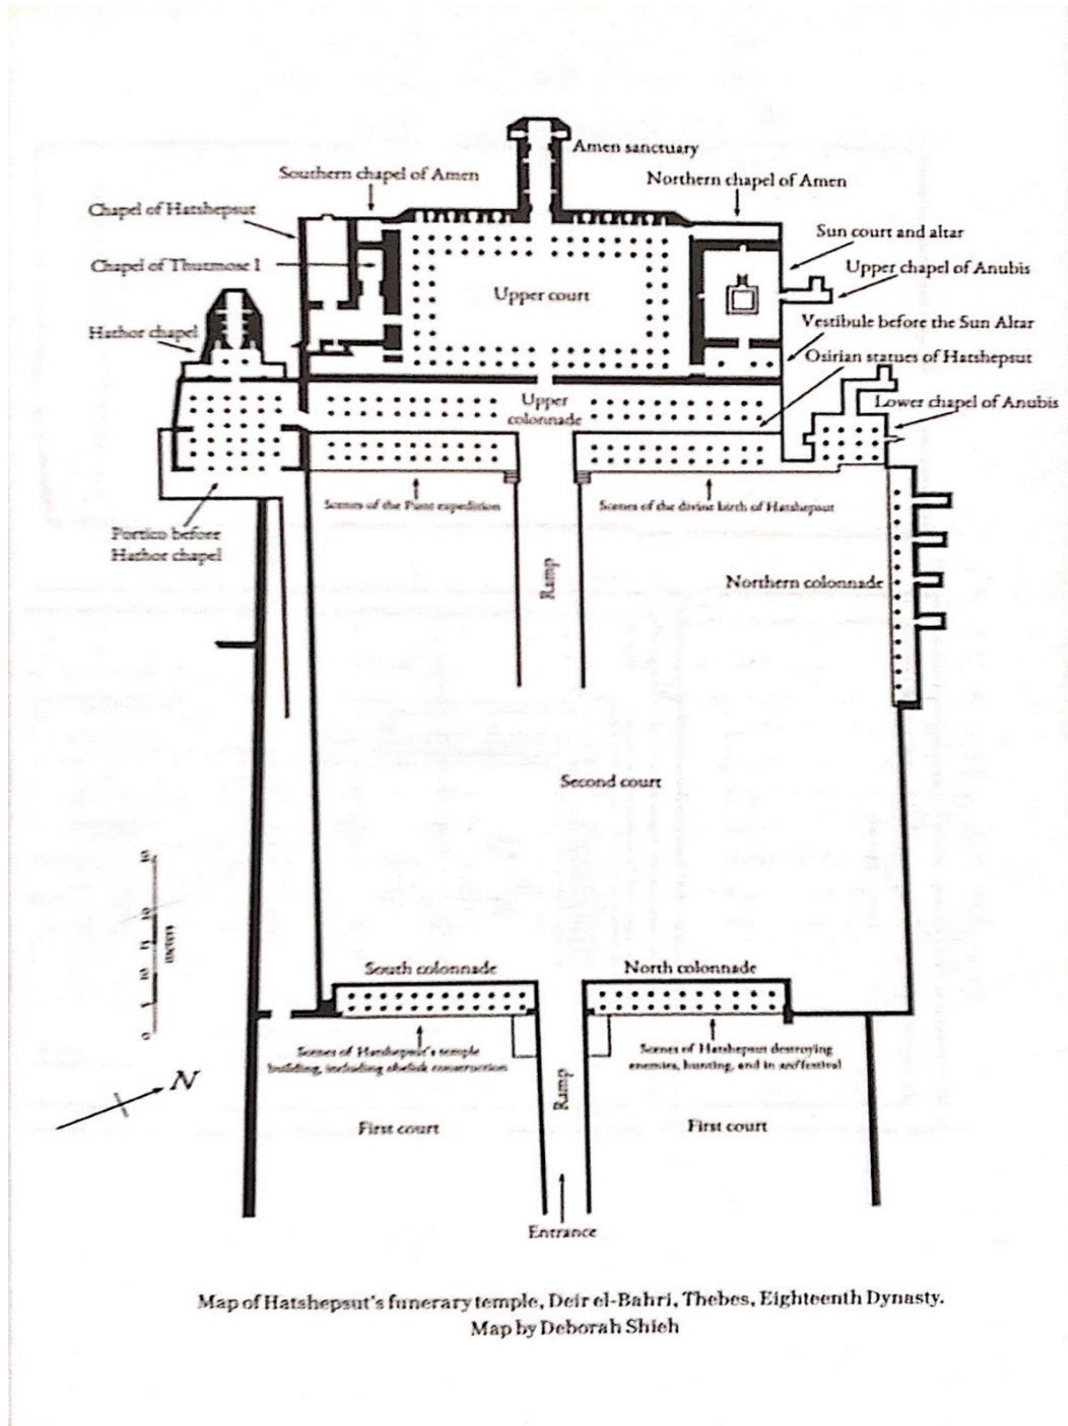 Amen sanctuary
Southern chapel of Amen
Northern chapel of Amen
Chapel of Hatshepsut
Sun court and altar
Chapel of Thutmose I
Upper chapel of Anubis
Upper court
Hathor chapel
Vestibule before the Sun Altar
Osirian statues of Hatshepsut
Upper
colonnade
Lower chapel of Anubis
Scenes of the Punt expedition
Scenes of the divine birth of Hatshepsut
Portico before
Hathor chapel
Ramp
Northern colonnade
Second court
meters
South colonnade
North colonnade
Scenes of Hatshepsut's temple
building, including obelisk construction
Scenes of Hatshepsut destroying
enemies, hunting, and in sed festival
N
Ramp
First court
First court
Entrance
Map of Hatshepsut's funerary temple, Deir el-Bahri, Thebes, Eighteenth Dynasty.
Map by Deborah Shieh